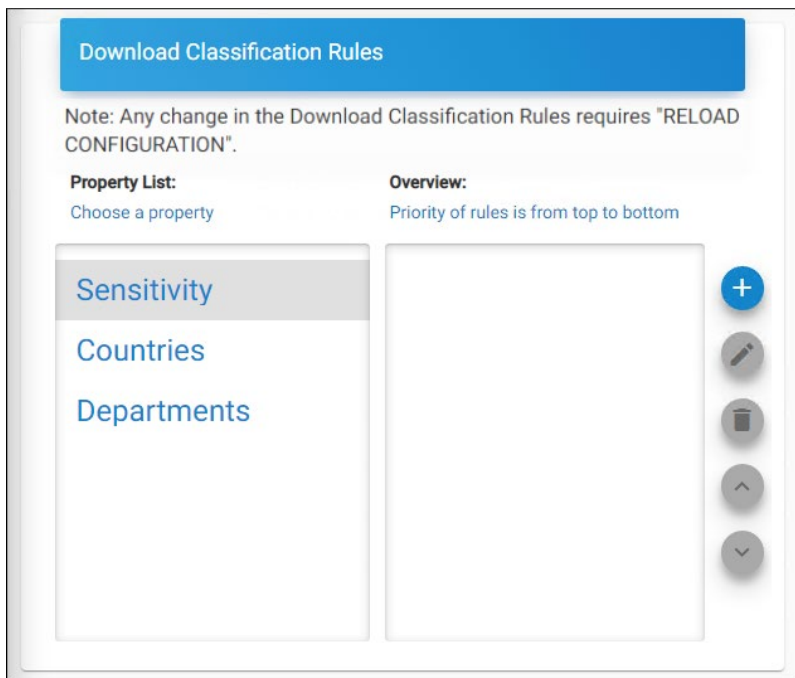 Download Classification Rules
Note: Any change in the Download Classification Rules requires "RELOAD
CONFIGURATION".
Property List:
Overview:
Choose a property
Priority of rules is from top to bottom
Sensitivity
Countries
Departments